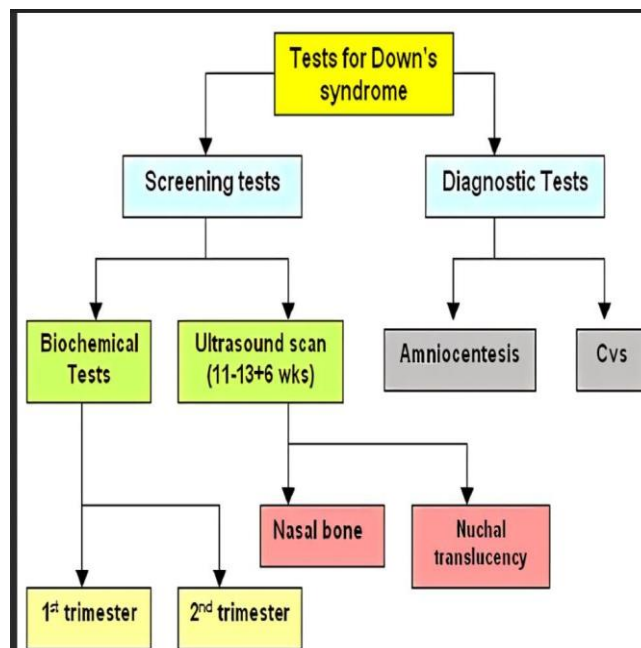 Tests for Down's
syndrome
Screening tests
Diagnostic Tests
Biochemical
Tests
Ultrasound scan
(11-13+6 wks)
Amniocentesis
Cvs
Nasal bone
Nuchal
translucency
1st trimester
2nd trimester